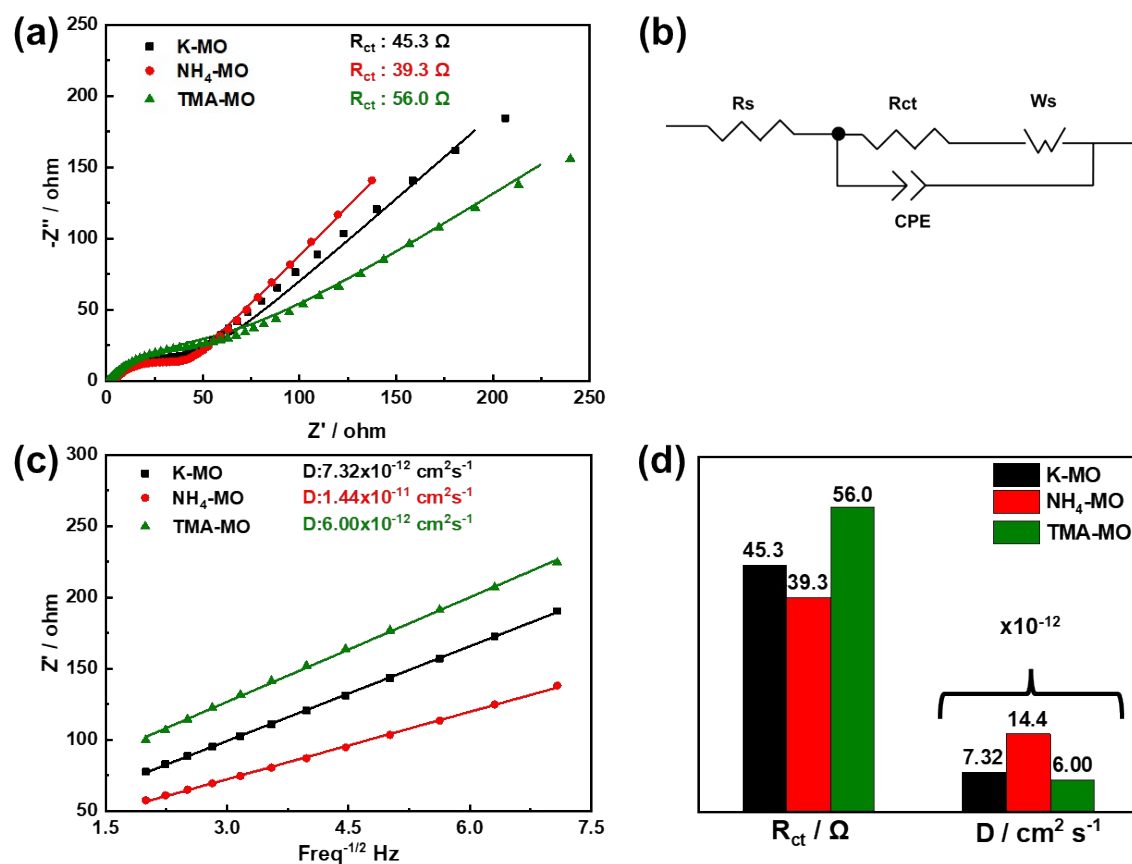 (a)
250
200
150
100
50
0
-Z'' / ohm
K-MO
NH₄-MO
TMA-MO
R_ct : 45.3 Ω
R_ct : 39.3 Ω
R_ct : 56.0 Ω
0 50 100 150 200 250
Z' / ohm
(b)
Rs
Rct
Ws
CPE
(c)
300
250
200
150
100
50
Z' / ohm
K-MO
NH₄-MO
TMA-MO
D:7.32x10⁻¹² cm²s⁻¹
D:1.44x10⁻¹¹ cm²s⁻¹
D:6.00x10⁻¹² cm²s⁻¹
1.5 3.0 4.5 6.0 7.5
Freq⁻¹/² Hz
(d)
K-MO
NH₄-MO
TMA-MO
45.3
39.3
56.0
x10⁻¹²
7.32
14.4
6.00
R_ct / Ω
D / cm² s⁻¹